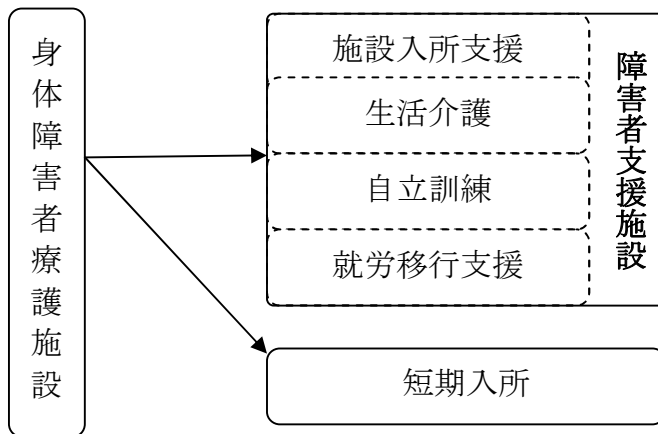 身体障害者療護施設
施設入所支援
生活介護
自立訓練
就労移行支援
障害者支援施設
短期入所